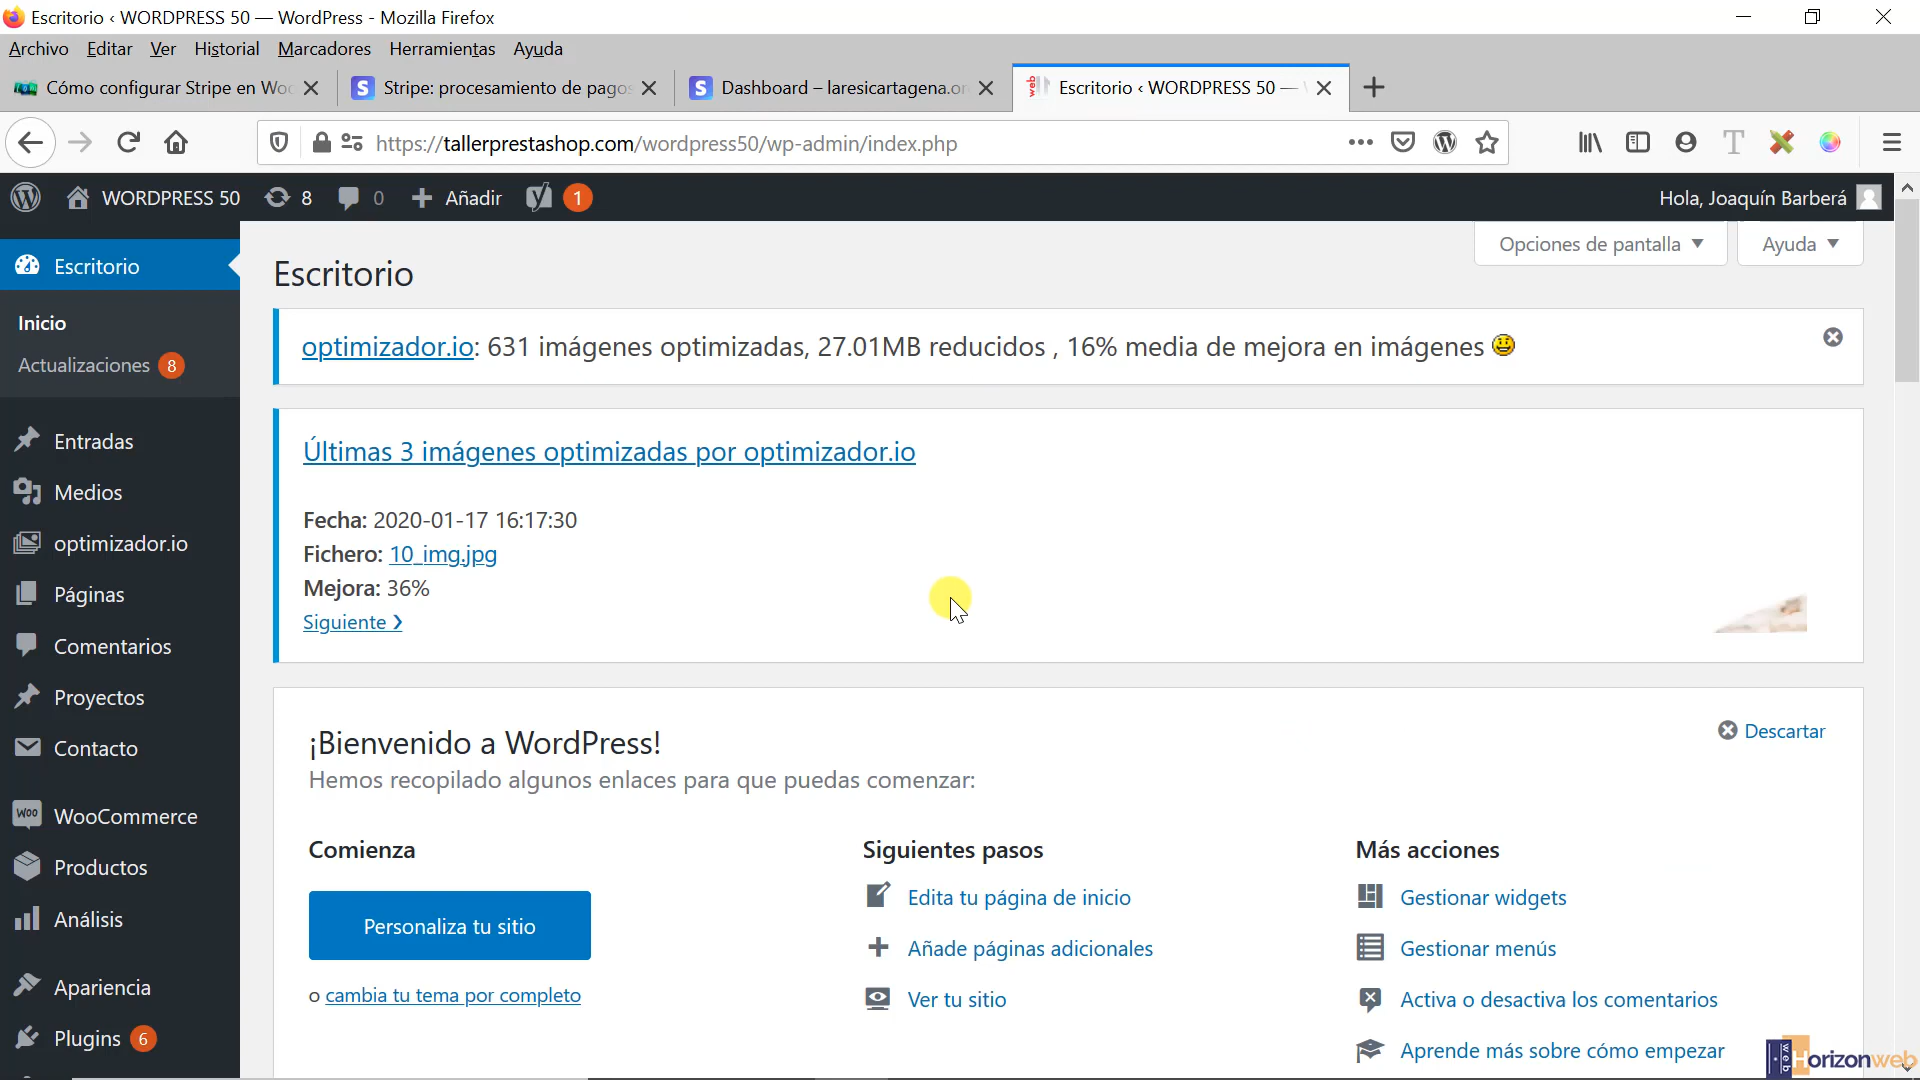 Escritorio ‹ WORDPRESS 50 — WordPress - Mozilla Firefox
Archivo Editar Ver Historial Marcadores Herramientas Ayuda
Cómo configurar Stripe en Woo
Stripe: procesamiento de pagos
Dashboard – laresicartagena.or
Escritorio ‹ WORDPRESS 50 —
https://tallerprestashop.com/wordpress50/wp-admin/index.php
WORDPRESS 50 8 0 Añadir 1
Hola, Joaquín Barberá
Opciones de pantalla
Ayuda
Escritorio
Inicio
Actualizaciones 8
Entradas
Medios
optimizador.io
Páginas
Comentarios
Proyectos
Contacto
WooCommerce
Productos
Análisis
Apariencia
Plugins 6
Escritorio
optimizador.io: 631 imágenes optimizadas, 27.01MB reducidos , 16% media de mejora en imágenes
Últimas 3 imágenes optimizadas por optimizador.io
Fecha: 2020-01-17 16:17:30
Fichero: 10_img.jpg
Mejora: 36%
Siguiente ❯
¡Bienvenido a WordPress!
Descartar
Hemos recopilado algunos enlaces para que puedas comenzar:
Comienza
Personaliza tu sitio
o cambia tu tema por completo
Siguientes pasos
Edita tu página de inicio
Añade páginas adicionales
Ver tu sitio
Más acciones
Gestionar widgets
Gestionar menús
Activa o desactiva los comentarios
Aprende más sobre cómo empezar
web Horizonweb